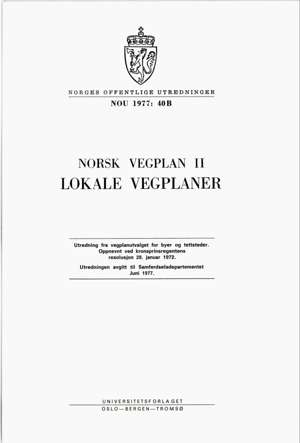 NORGES OFFENTLIGE UTREDNINGER
NOU 1977: 40B
NORSK VEGPLAN II
LOKALE VEGPLANER
Utredning fra vegplanutvalget for byer og tettsteder.
Oppnevnt ved kronprinsregentens
resolusjon 28. januar 1972.
Utredningen avgitt til Samferdselsdepartementet
Juni 1977.
UNIVERSITETSFORLAGET
OSLO—BERGEN—TROMSØ